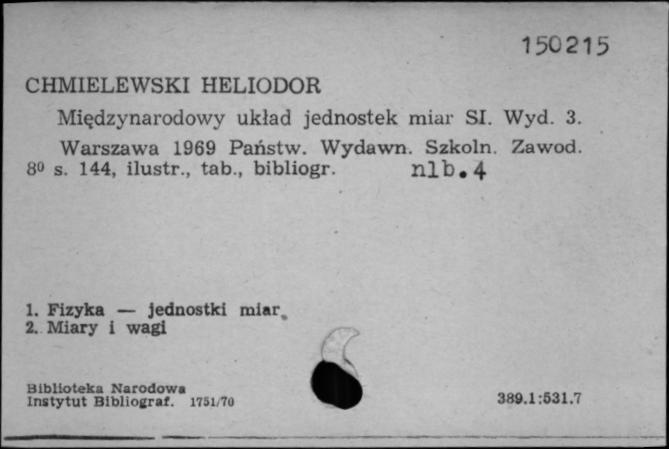 150215
CHMIELEWSKI HELIODOR
Międzynarodowy układ jednostek miar SI. Wyd. 3.
Warszawa 1969 Państw. Wydawn. Szkoln. Zawod.
8⁰ s. 144, ilustr., tab., bibliogr. nlb.4
1. Fizyka — jednostki miar
2. Miary i wagi
Biblioteka Narodowa
Instytut Bibliograf. 1751/70
389.1:531.7